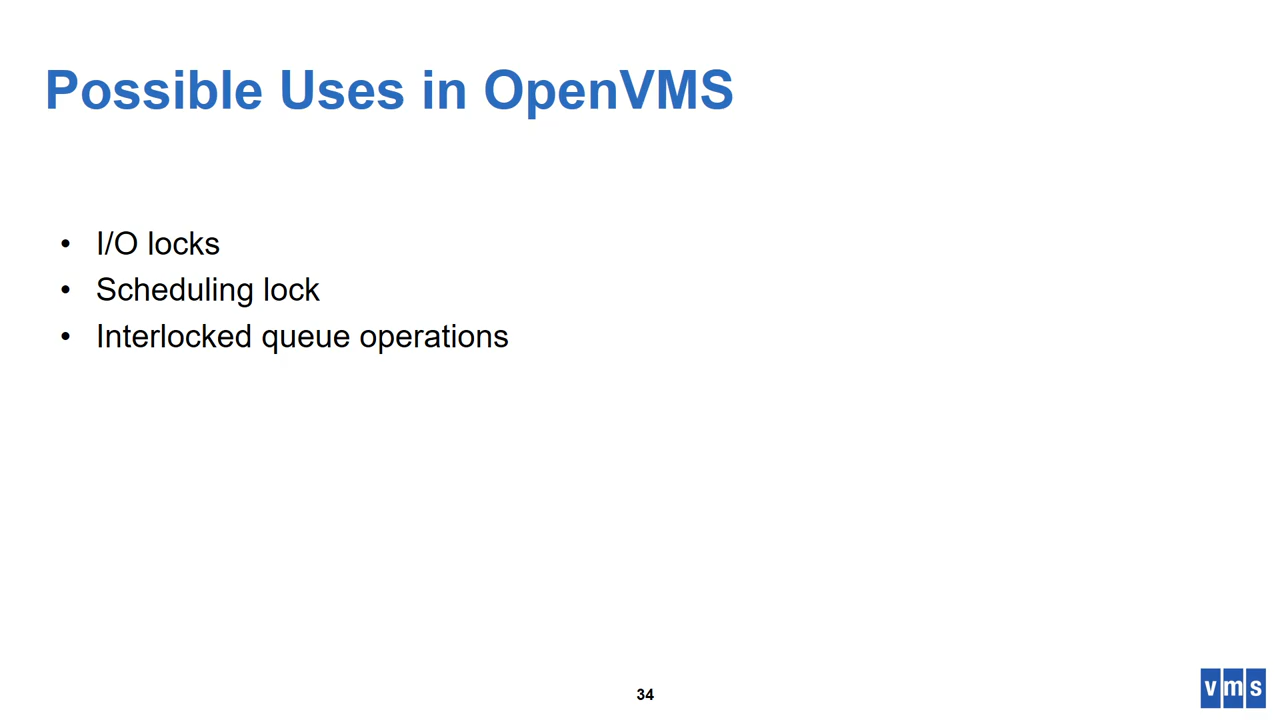 Possible Uses in OpenVMS
• I/O locks
• Scheduling lock
• Interlocked queue operations
34
vms